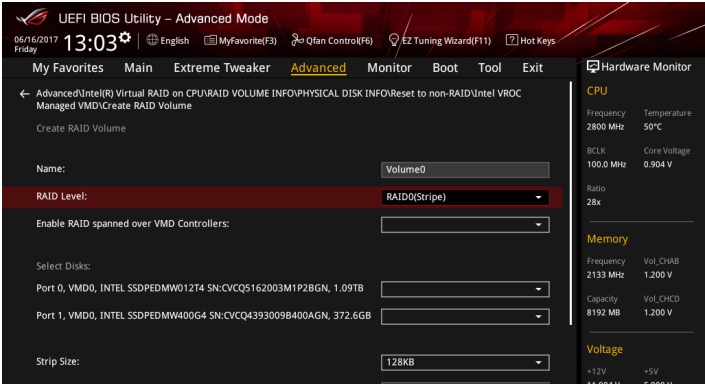 UEFI BIOS Utility – Advanced Mode
06/16/2017
Friday
13:03
English
MyFavorite(F3)
Qfan Control(F6)
EZ Tuning Wizard(F11)
? Hot Keys
My Favorites
Main
Extreme Tweaker
Advanced
Monitor
Boot
Tool
Exit
Hardware Monitor
Advanced\Intel(R) Virtual RAID on CPU\RAID VOLUME INFO\PHYSICAL DISK INFO\Reset to non-RAID\Intel VROC
Managed VMD\Create RAID Volume
Create RAID Volume
Name: Volume0
RAID Level: RAID0(Stripe)
Enable RAID spanned over VMD Controllers:
Select Disks:
Port 0, VMD0, INTEL SSDPEDMW012T4 SN:CVCQ5162003M1P2BGN, 1.09TB
Port 1, VMD0, INTEL SSDPEDMW400G4 SN:CVCQ4393009B400AGN, 372.6GB
Strip Size: 128KB
CPU
Frequency Temperature
2800 MHz 50°C
BCLK Core Voltage
100.0 MHz 0.904 V
Ratio
28x
Memory
Frequency Vol_CHAB
2133 MHz 1.200 V
Capacity Vol_CHCD
8192 MB 1.200 V
Voltage
+12V +5V